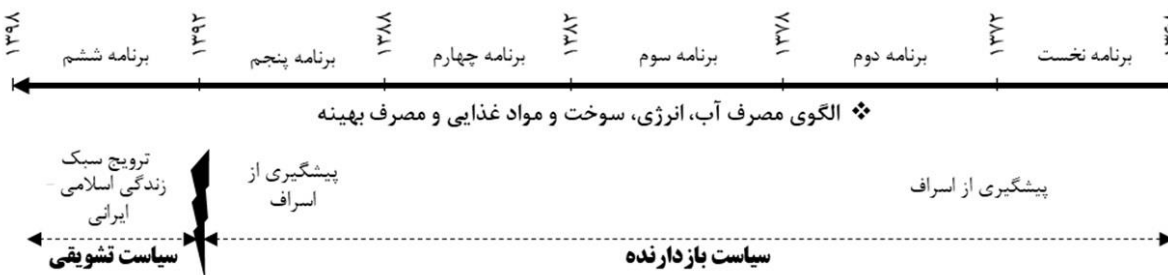 ۱۳۷۲ ۱۳۷۸ ۱۳۸۲ ۱۳۸۸ ۱۳۹۲ ۱۳۹۸
برنامه نخست برنامه دوم برنامه سوم برنامه چهارم برنامه پنجم برنامه ششم
❖ الگوی مصرف آب، انرژی، سوخت و مواد غذایی و مصرف بهینه
پیشگیری از اسراف
پیشگیری از
اسراف
ترویج سبک
زندگی اسلامی –
ایرانی
سیاست بازدارنده سیاست تشویقی